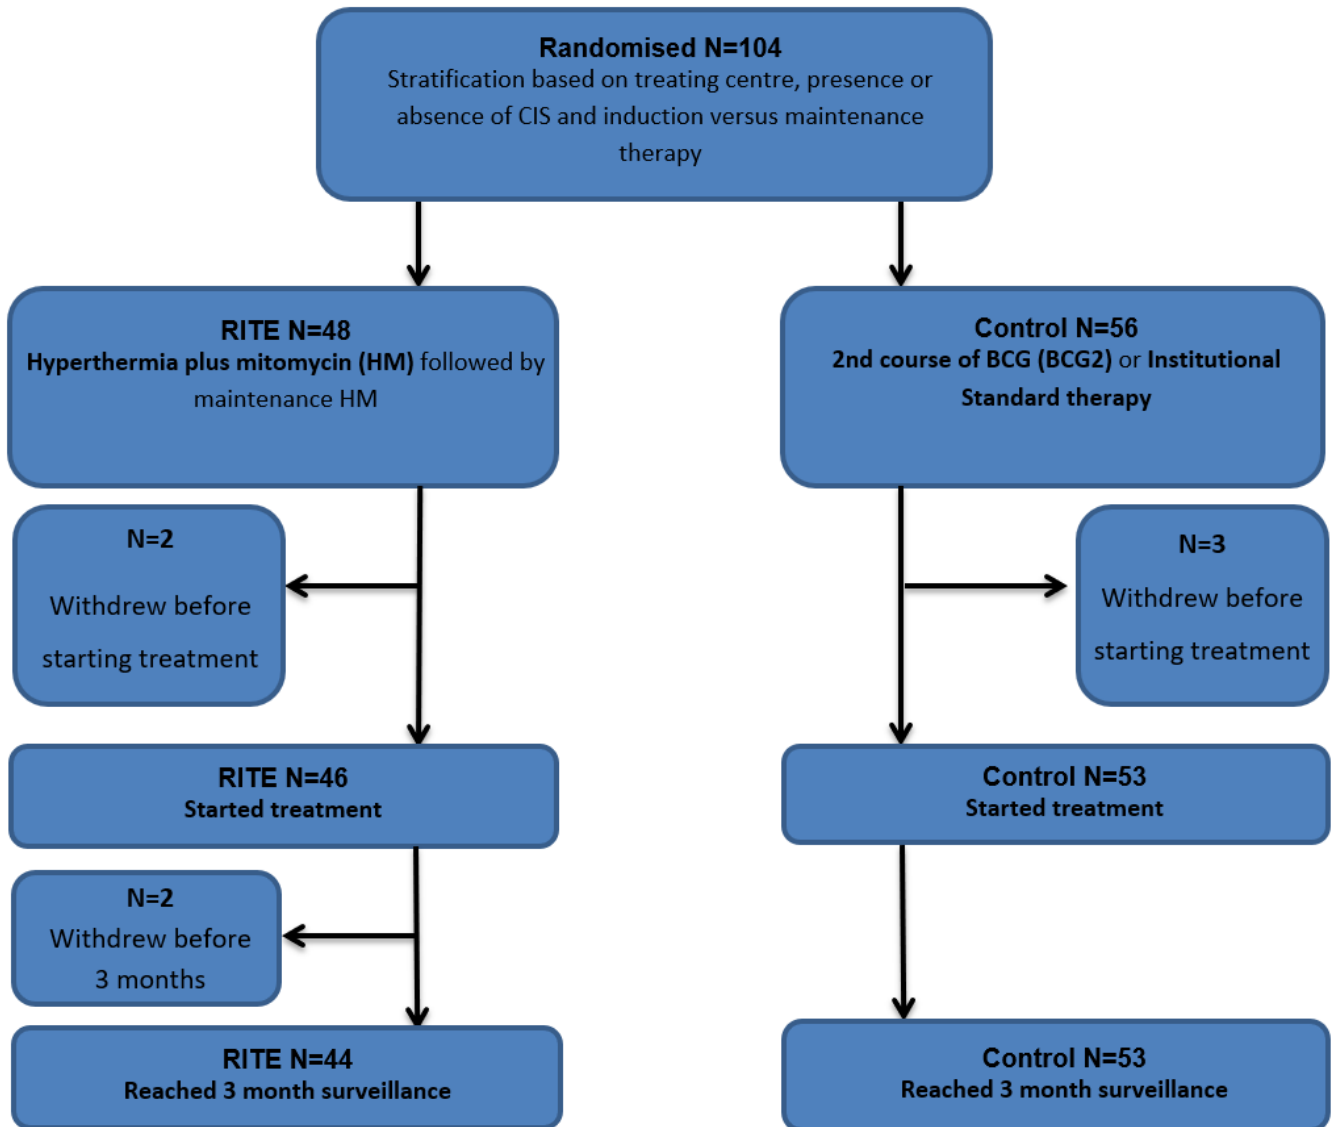 Randomised N=104
Stratification based on treating centre, presence or
absence of CIS and induction versus maintenance
therapy
RITE N=48
Hyperthermia plus mitomycin (HM) followed by
maintenance HM
Control N=56
2nd course of BCG (BCG2) or Institutional
Standard therapy
N=2
Withdrew before
starting treatment
N=3
Withdrew before
starting treatment
RITE N=46
Started treatment
Control N=53
Started treatment
N=2
Withdrew before
3 months
RITE N=44
Reached 3 month surveillance
Control N=53
Reached 3 month surveillance